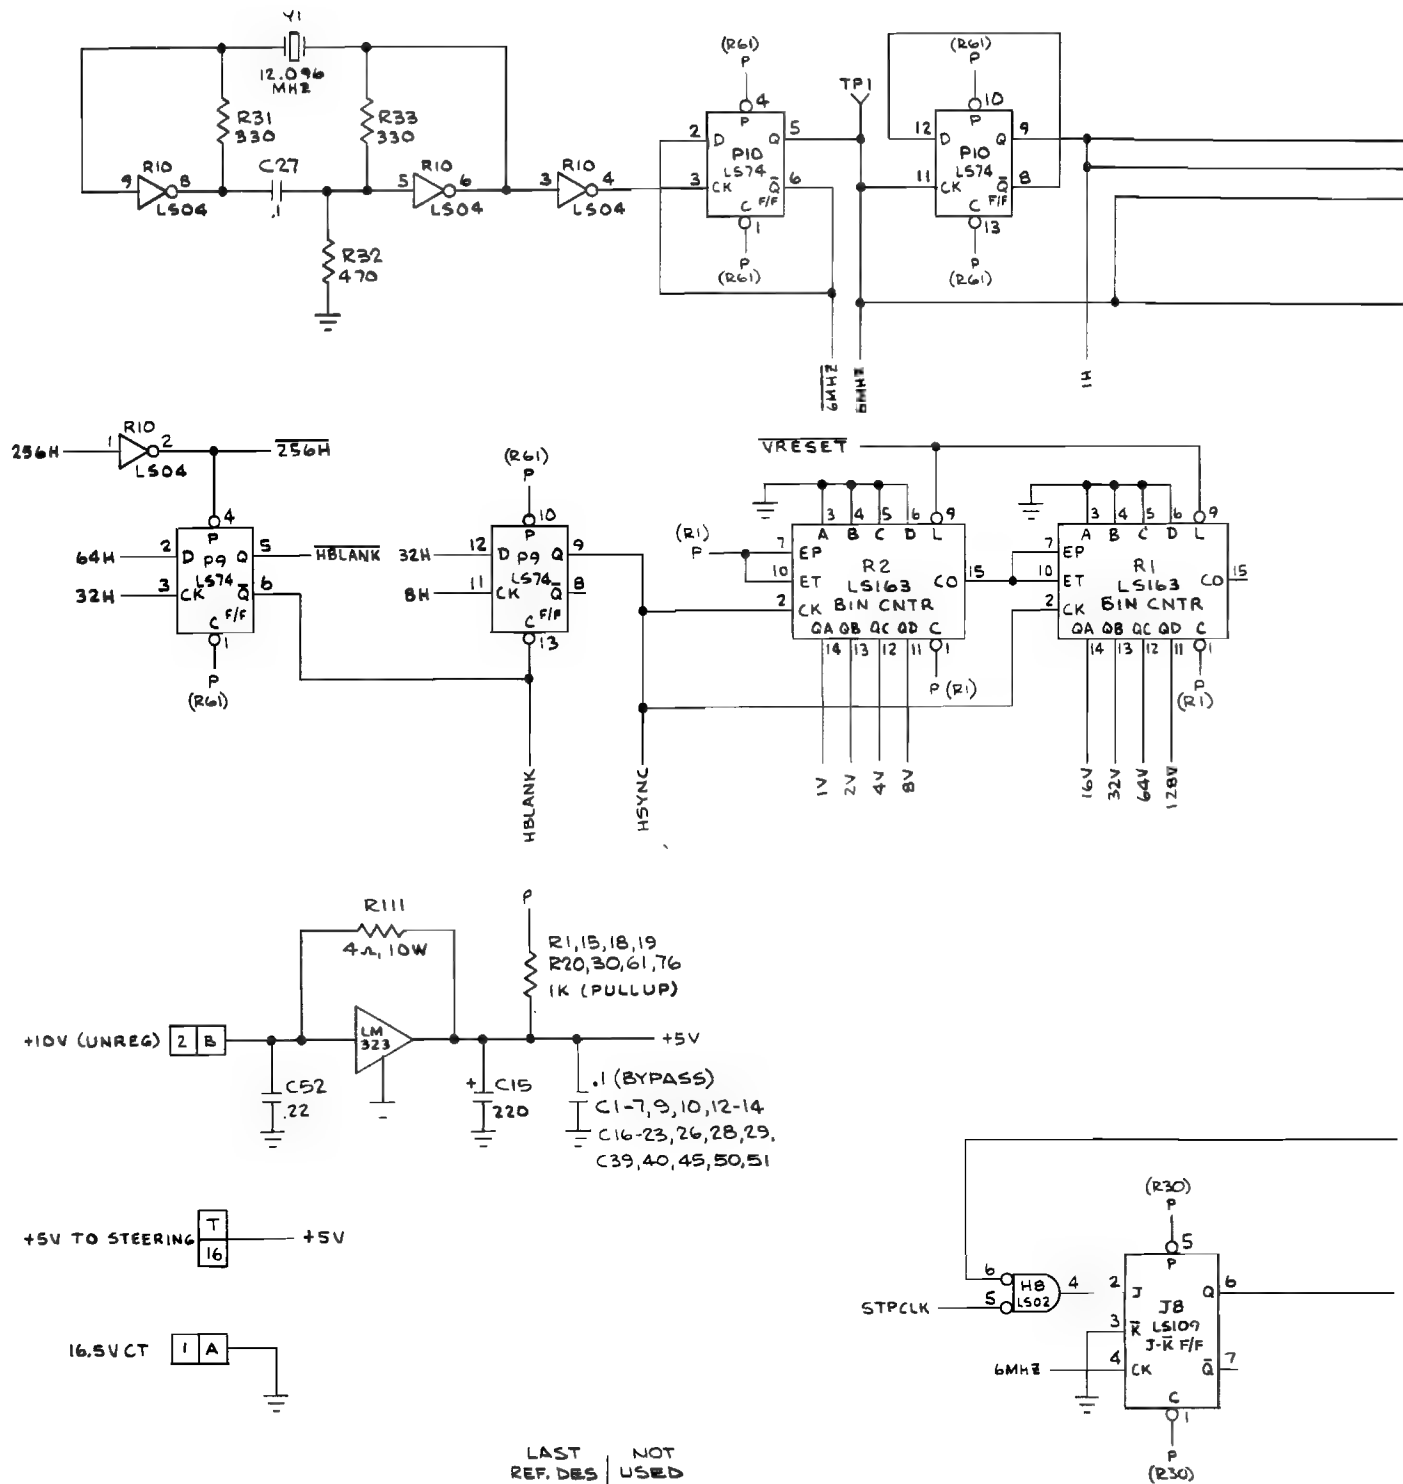 Y1
12.096
MHZ
R31
330
R33
330
C27
.1
R10
9 8
LS04
R10
5 6
LS04
R10
3 4
LS04
R32
470
(R61)
P
4
P
2 D Q 5
P10
LS74
3 CK Q̅ 6
C F/F
1
P
(R61)
TP1
(R61)
P
10
P
12 D Q 9
P10
LS74
11 CK Q̅ 8
C F/F
13
P
(R61)
6MHZ
6MHZ
1H
R10
256H 1 2 256H
LS04
4
P
64H 2 D Q 5 HBLANK
P9
LS74
32H 3 CK Q̅ 6
C F/F
1
P
(R61)
(R61)
P
10
P
32H 12 D Q 9
P9
LS74
8H 11 CK Q̅ 8
C F/F
13
HBLANK
HSYNC
VRESET
3 4 5 6 9
A B C D L
(R1)
P
7 EP
10 ET
2 CK
R2
LS163
BIN CNTR
CO 15
QA QB QC QD C
14 13 12 11 1
P (R1)
1V 2V 4V 8V
3 4 5 6 9
A B C D L
7 EP
10 ET
2 CK
R1
LS163
BIN CNTR
CO 15
QA QB QC QD C
14 13 12 11 1
P
(R1)
16V 32V 64V 128V
R111
4Ω, 10W
P
R1,15,18,19
R20,30,61,76
1K (PULLUP)
+10V (UNREG) 2 B
LM
323
+5V
C52
.22
+ C15
220
.1 (BYPASS)
C1-7,9,10,12-14
C16-23,26,28,29,
C39,40,45,50,51
+5V TO STEERING T 16 +5V
16.5V CT 1 A
STPCLK
6
5
H8
LS02
4
(R30)
P
5
P
2 J Q 6
J8
LS109
J-K̅ F/F
3 K̅
6MHZ 4 CK Q̅ 7
C
1
P
(R30)
LAST NOT
REF. DES USED